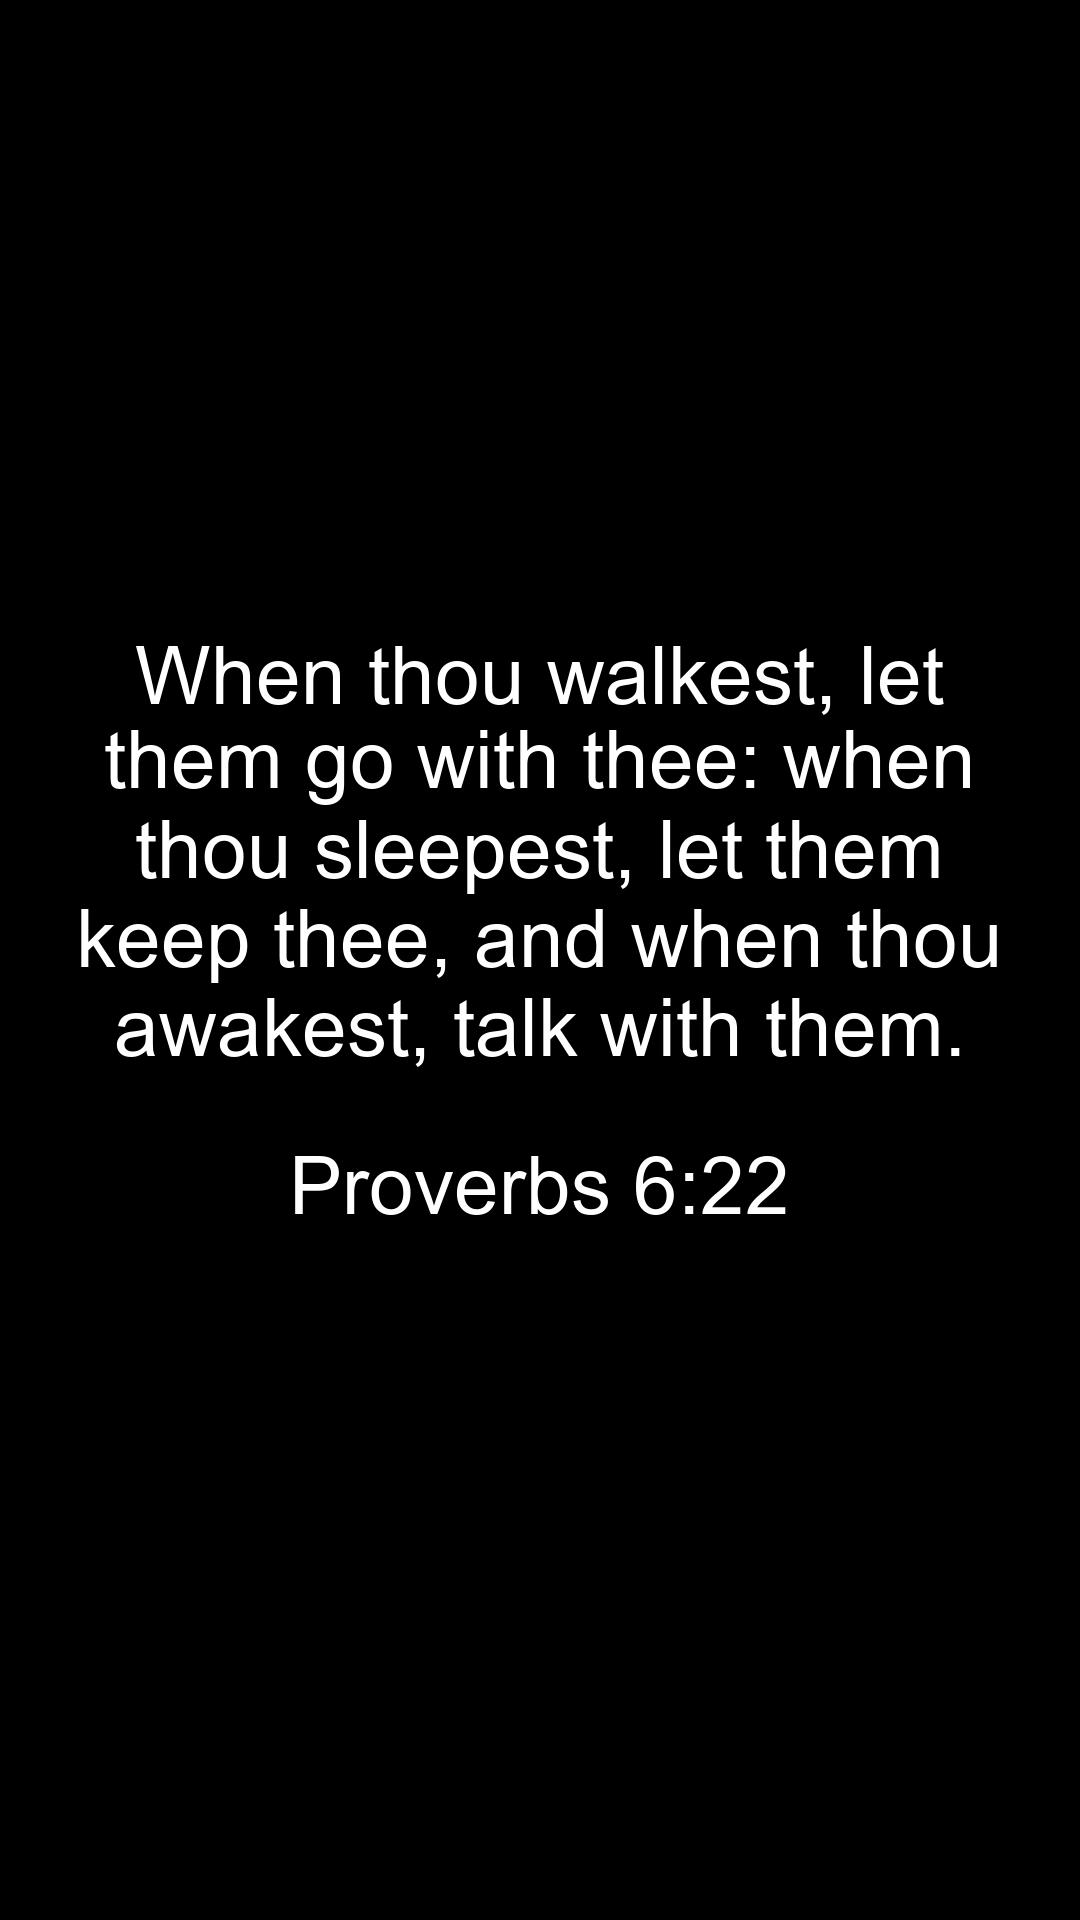 When thou walkest, let
them go with thee: when
thou sleepest, let them
keep thee, and when thou
awakest, talk with them.
Proverbs 6:22